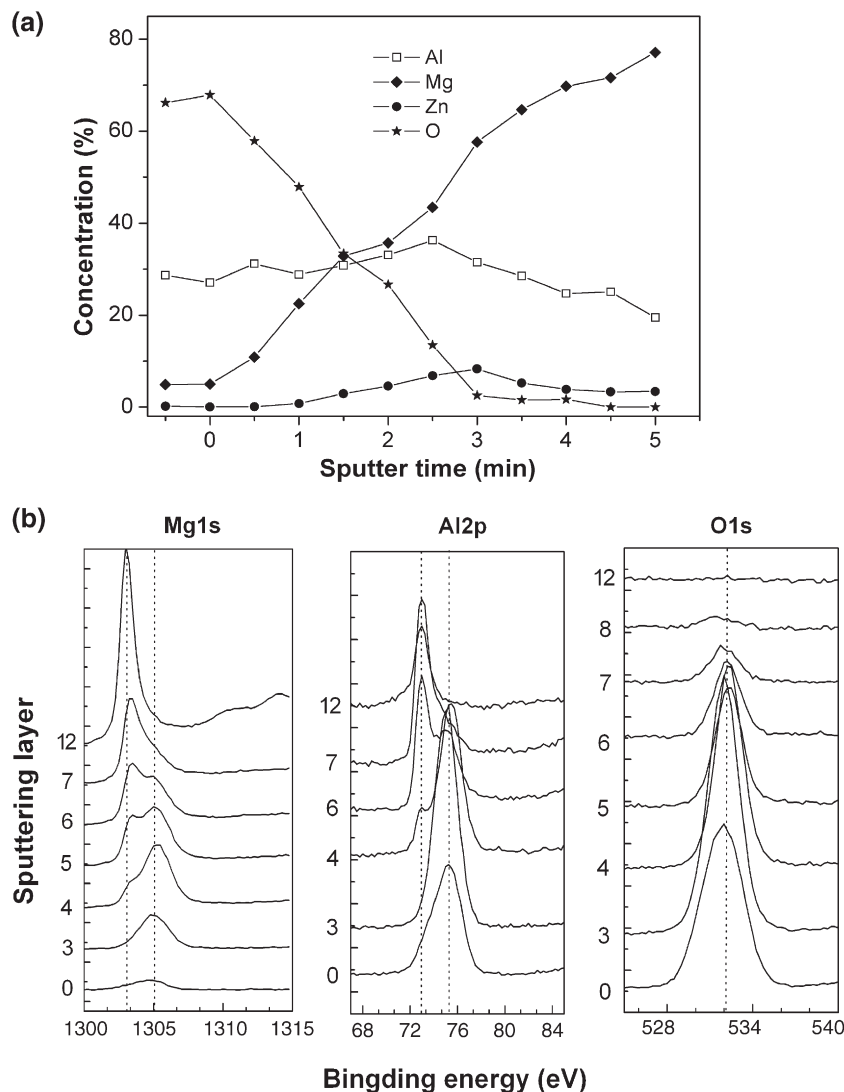 (a)
80
60
40
20
0
Concentration (%)
Al
Mg
Zn
O
0 1 2 3 4 5
Sputter time (min)
(b)
Mg1s Al2p O1s
Sputtering layer
12
7
6
5
4
3
0
1300 1305 1310 1315
12
7
6
4
3
0
68 72 76 80 84
12
8
7
6
5
4
3
0
528 534 540
Bingding energy (eV)